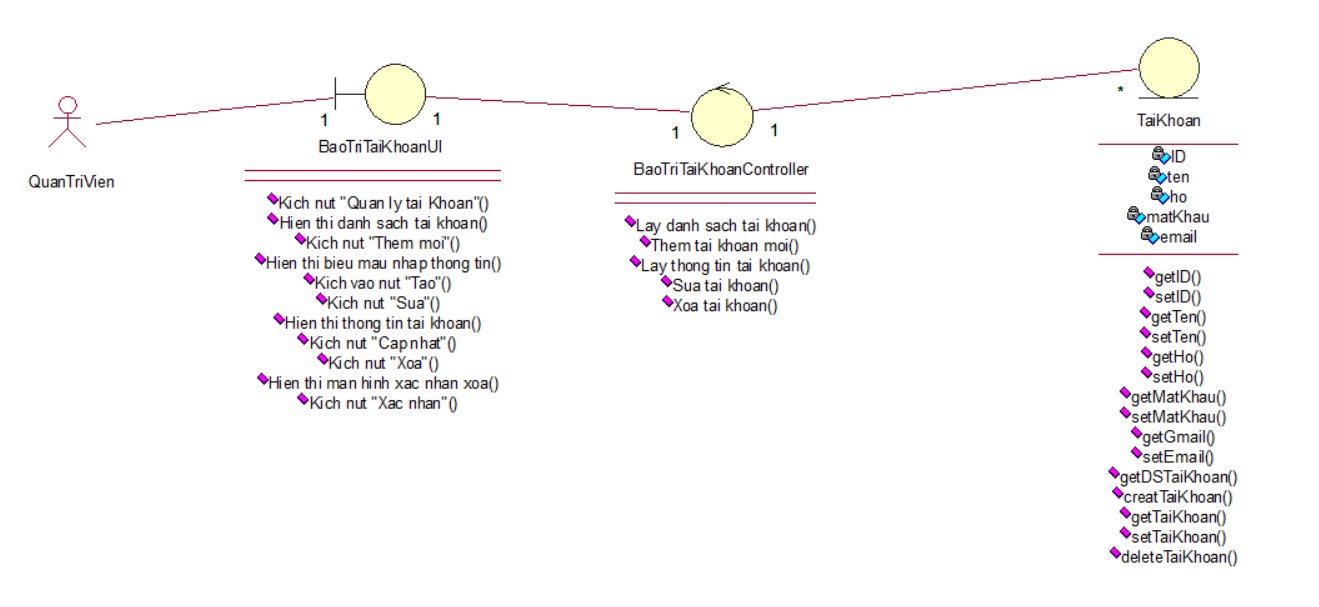 QuanTriVien
1
1
BaoTriTaiKhoanUI
Kich nut "Quan ly tai Khoan"()
Hien thi danh sach tai khoan()
Kich nut "Them moi"()
Hien thi bieu mau nhap thong tin()
Kich vao nut "Tao"()
Kich nut "Sua"()
Hien thi thong tin tai khoan()
Kich nut "Cap nhat"()
Kich nut "Xoa"()
Hien thi man hinh xac nhan xoa()
Kich nut "Xac nhan"()
1
1
BaoTriTaiKhoanController
Lay danh sach tai khoan()
Them tai khoan moi()
Lay thong tin tai khoan()
Sua tai khoan()
Xoa tai khoan()
*
TaiKhoan
ID
ten
ho
matKhau
email
getID()
setID()
getTen()
setTen()
getHo()
setHo()
getMatKhau()
setMatKhau()
getGmail()
setEmail()
getDSTaiKhoan()
creatTaiKhoan()
getTaiKhoan()
setTaiKhoan()
deleteTaiKhoan()